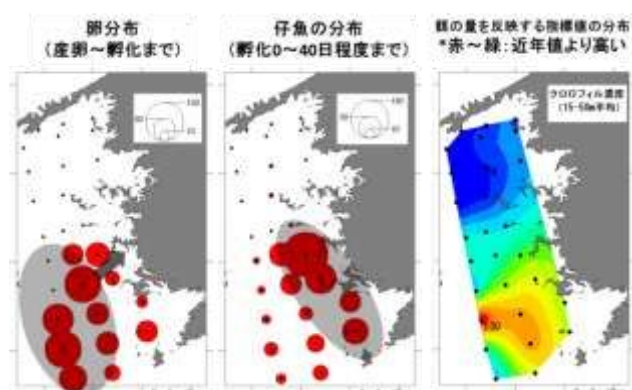 卵分布
(産卵～孵化まで)
仔魚の分布
(孵化0～40日程度まで)
餌の量を反映する指標値の分布
*赤～緑:近年値より高い
クロロフィル濃度
(15-50m平均)
100
100